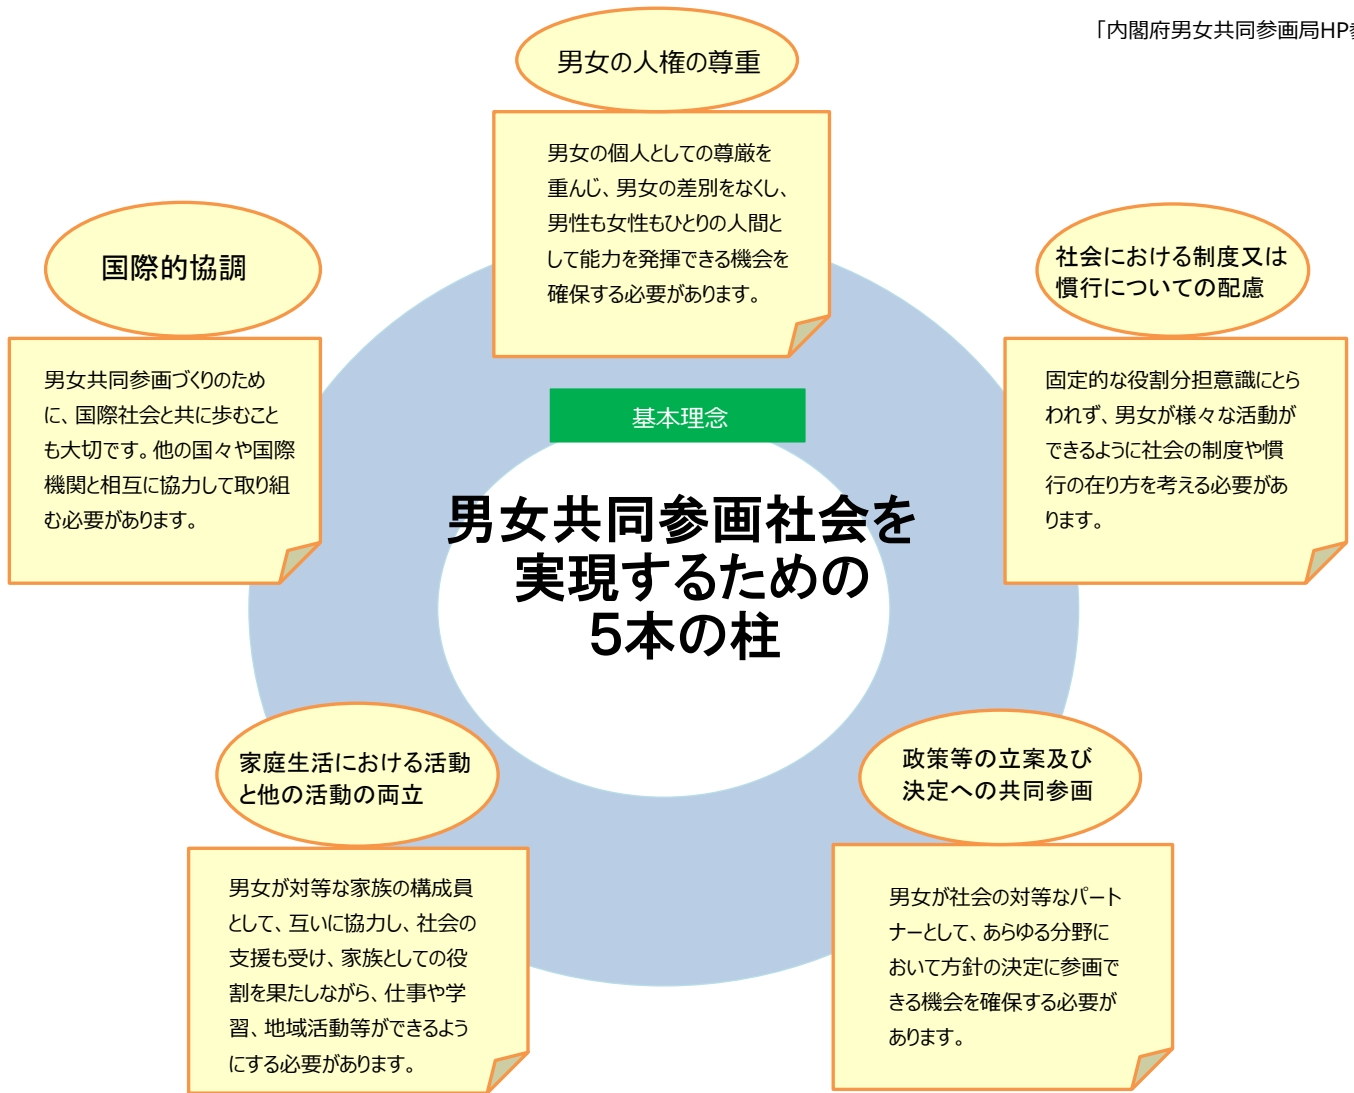 「内閣府男女共同参画局HP
男女の人権の尊重
男女の個人としての尊厳を
重んじ、男女の差別をなくし、
男性も女性もひとりの人間と
して能力を発揮できる機会を
確保する必要があります。
国際的協調
男女共同参画づくりのため
に、国際社会と共に歩むこと
も大切です。他の国々や国際
機関と相互に協力して取り組
む必要があります。
社会における制度又は
慣行についての配慮
固定的な役割分担意識にとら
われず、男女が様々な活動が
できるように社会の制度や慣
行の在り方を考える必要があ
ります。
基本理念
男女共同参画社会を
実現するための
5本の柱
家庭生活における活動
と他の活動の両立
男女が対等な家族の構成員
として、互いに協力し、社会の
支援も受け、家族としての役
割を果たしながら、仕事や学
習、地域活動等ができるよう
にする必要があります。
政策等の立案及び
決定への共同参画
男女が社会の対等なパート
ナーとして、あらゆる分野に
おいて方針の決定に参画で
きる機会を確保する必要が
あります。